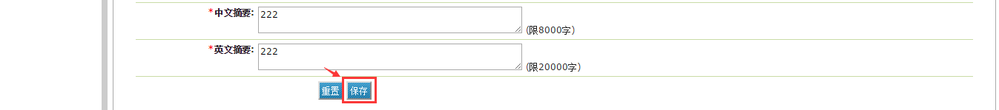 *中文摘要: 222 (限8000字)
*英文摘要: 222 (限20000字)
重置 保存